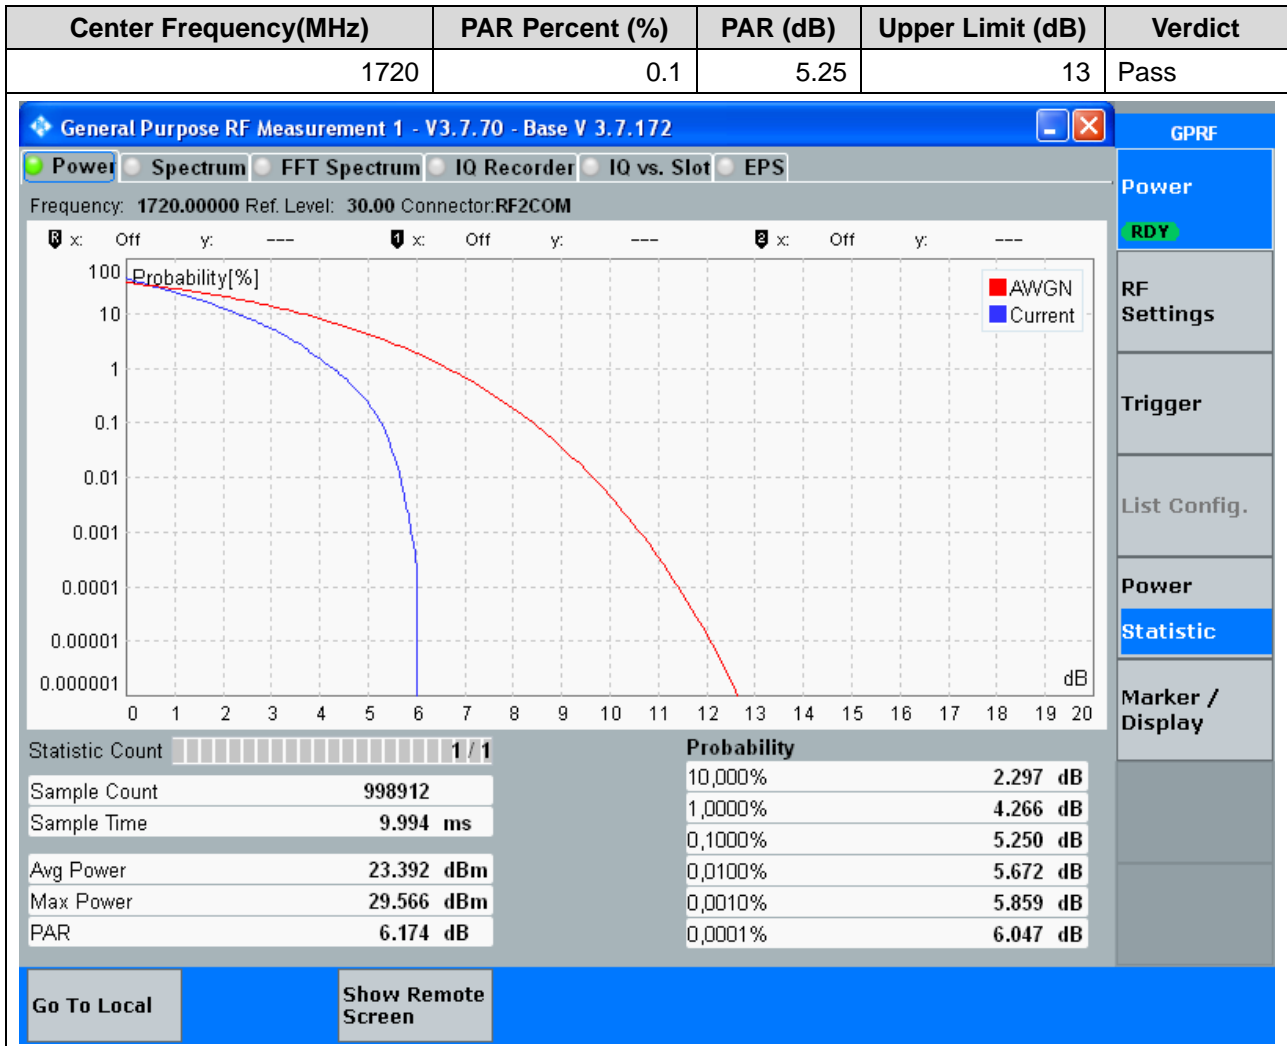 Center Frequency(MHz) PAR Percent (%) PAR (dB) Upper Limit (dB) Verdict
1720 0.1 5.25 13 Pass
General Purpose RF Measurement 1 - V3.7.70 - Base V 3.7.172
GPRF
Power Spectrum FFT Spectrum IQ Recorder IQ vs. Slot EPS
Frequency: 1720.00000 Ref. Level: 30.00 Connector:RF2COM
R x: Off y: --- 1 x: Off y: --- 2 x: Off y: ---
Probability[%]
AWGN
Current
100
10
1
0.1
0.01
0.001
0.0001
0.00001
0.000001
dB
0 1 2 3 4 5 6 7 8 9 10 11 12 13 14 15 16 17 18 19 20
Statistic Count 1 / 1
Sample Count 998912
Sample Time 9.994 ms
Avg Power 23.392 dBm
Max Power 29.566 dBm
PAR 6.174 dB
Probability
10,000% 2.297 dB
1,0000% 4.266 dB
0,1000% 5.250 dB
0,0100% 5.672 dB
0,0010% 5.859 dB
0,0001% 6.047 dB
Power
RDY
RF
Settings
Trigger
List Config.
Power
Statistic
Marker /
Display
Go To Local
Show Remote
Screen